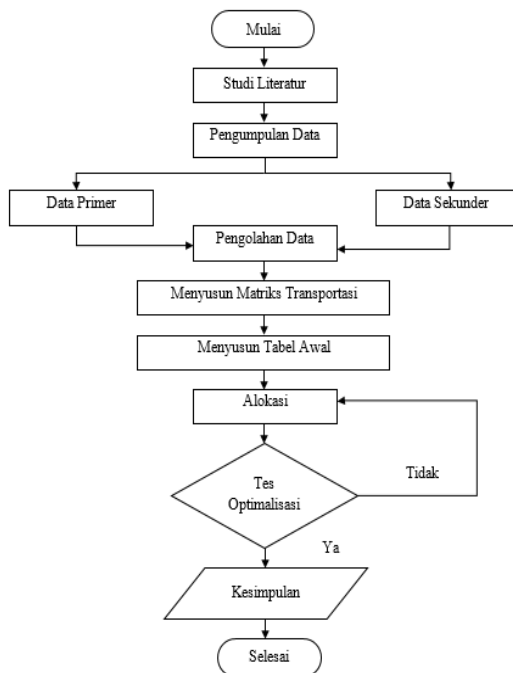 Mulai
Studi Literatur
Pengumpulan Data
Data Primer
Data Sekunder
Pengolahan Data
Menyusun Matriks Transportasi
Menyusun Tabel Awal
Alokasi
Tes
Optimalisasi
Tidak
Ya
Kesimpulan
Selesai